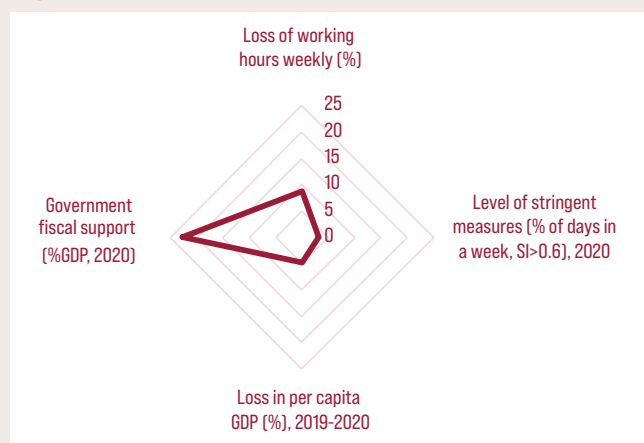 Loss of working
hours weekly (%)
25
20
15
10
5
0
Government
fiscal support
(%GDP, 2020)
Level of stringent
measures (% of days in
a week, SI>0.6), 2020
Loss in per capita
GDP (%), 2019-2020